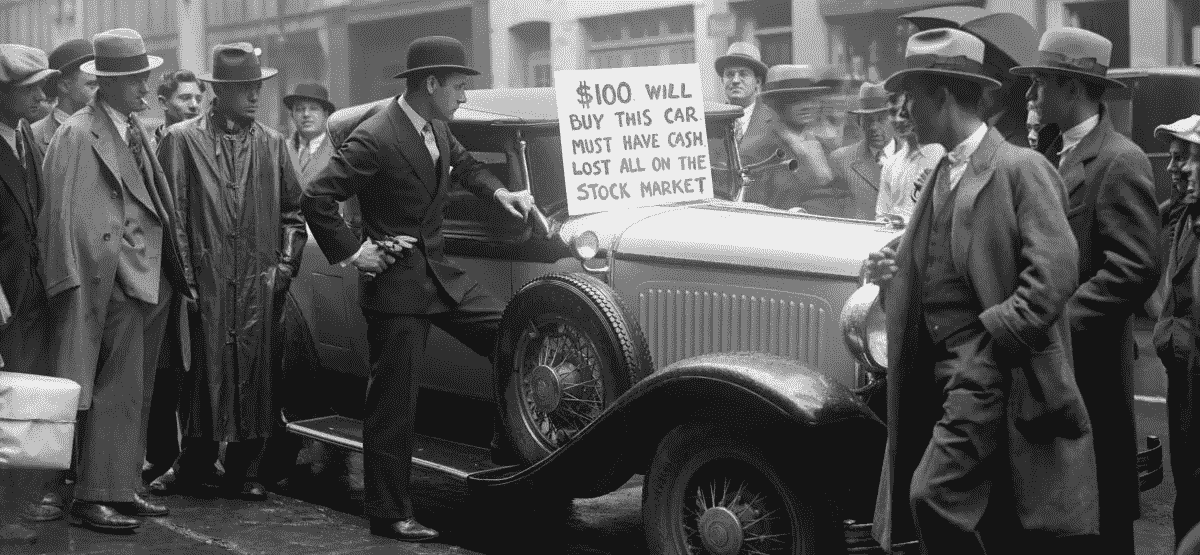 $100 WILL
BUY THIS CAR.
MUST HAVE CASH.
LOST ALL ON THE
STOCK MARKET